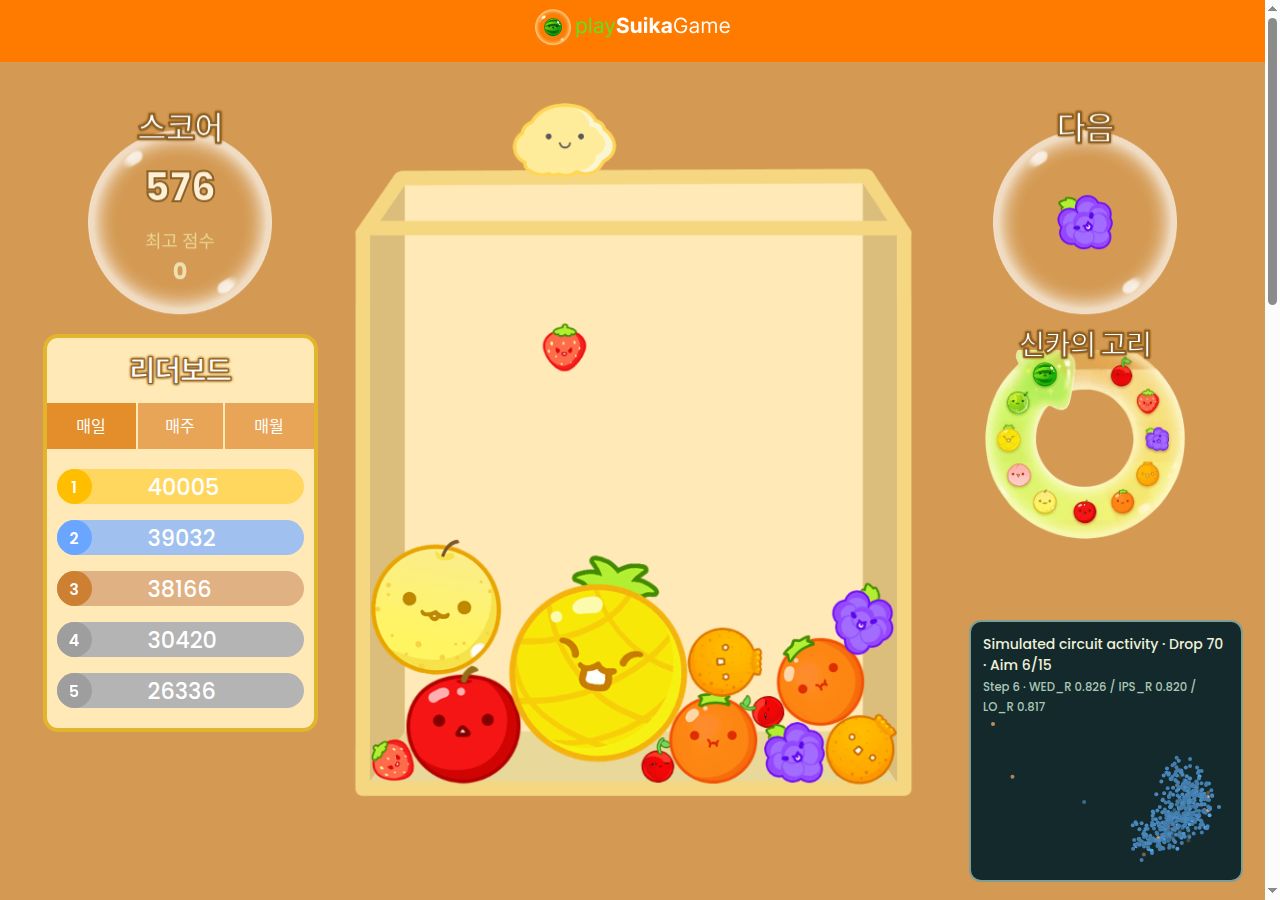 playSuikaGame
스코어
576
최고 점수
0
리더보드
매일 매주 매월
1 40005
2 39032
3 38166
4 30420
5 26336
다음
신카의 고리
Simulated circuit activity · Drop 70
· Aim 6/15
Step 6 · WED_R 0.826 / IPS_R 0.820 /
LO_R 0.817